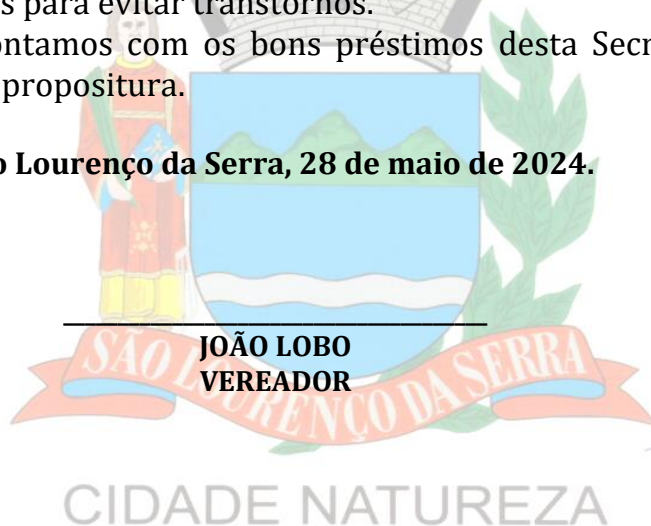 s para evitar transtornos.
ontamos com os bons préstimos desta Secr
propositura.
o Lourenço da Serra, 28 de maio de 2024.
JOÃO LOBO
VEREADOR
SÃO LOURENÇO DA SERRA
CIDADE NATUREZA